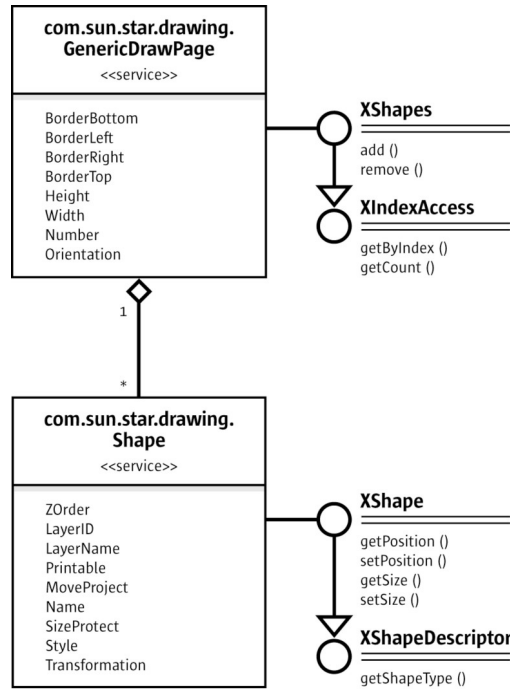 com.sun.star.drawing.
GenericDrawPage
<<service>>
BorderBottom
BorderLeft
BorderRight
BorderTop
Height
Width
Number
Orientation
XShapes
add ()
remove ()
XIndexAccess
getByIndex ()
getCount ()
1
*
com.sun.star.drawing.
Shape
<<service>>
ZOrder
LayerID
LayerName
Printable
MoveProject
Name
SizeProtect
Style
Transformation
XShape
getPosition ()
setPosition ()
getSize ()
setSize ()
XShapeDescriptor
getShapeType ()